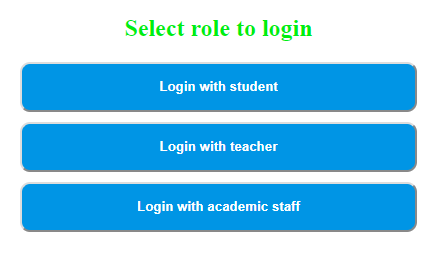 Select role to login
Login with student
Login with teacher
Login with academic staff